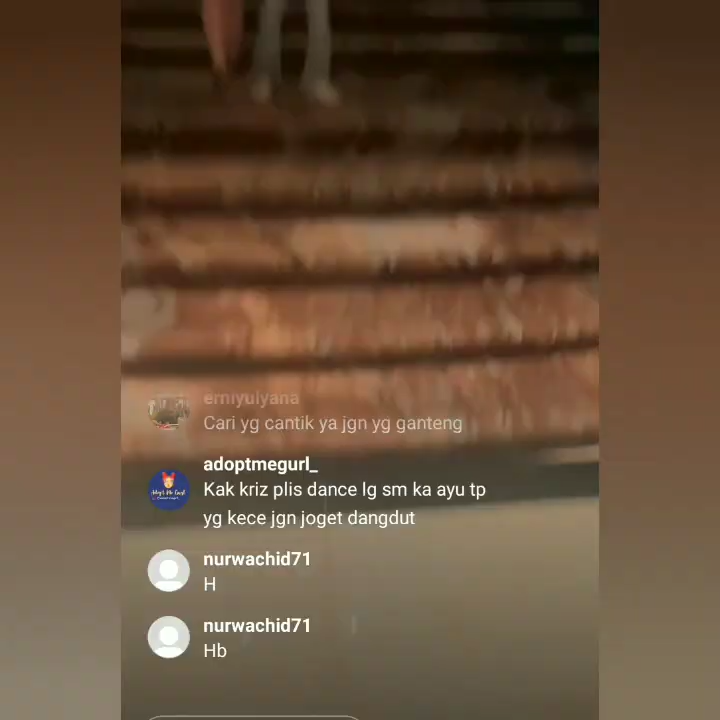 erniyulyana
Cari yg cantik ya jgn yg ganteng
adoptmegurl_
Kak kriz plis dance lg sm ka ayu tp
yg kece jgn joget dangdut
nurwachid71
H
nurwachid71
Hb